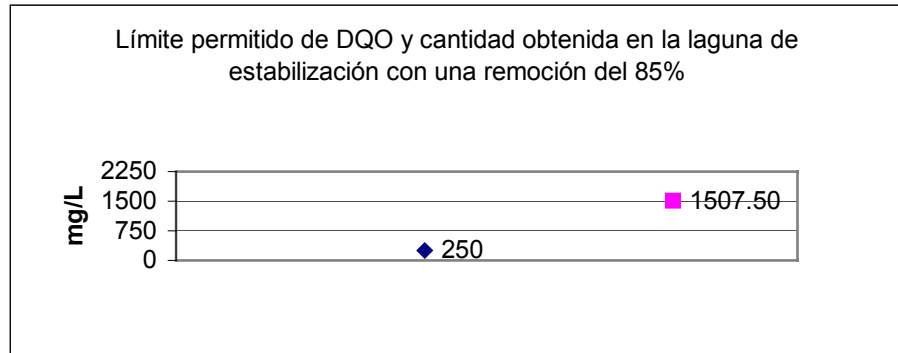 Límite permitido de DQO y cantidad obtenida en la laguna de
estabilización con una remoción del 85%
mg/L
2250
1500
750
0
1507.50
250